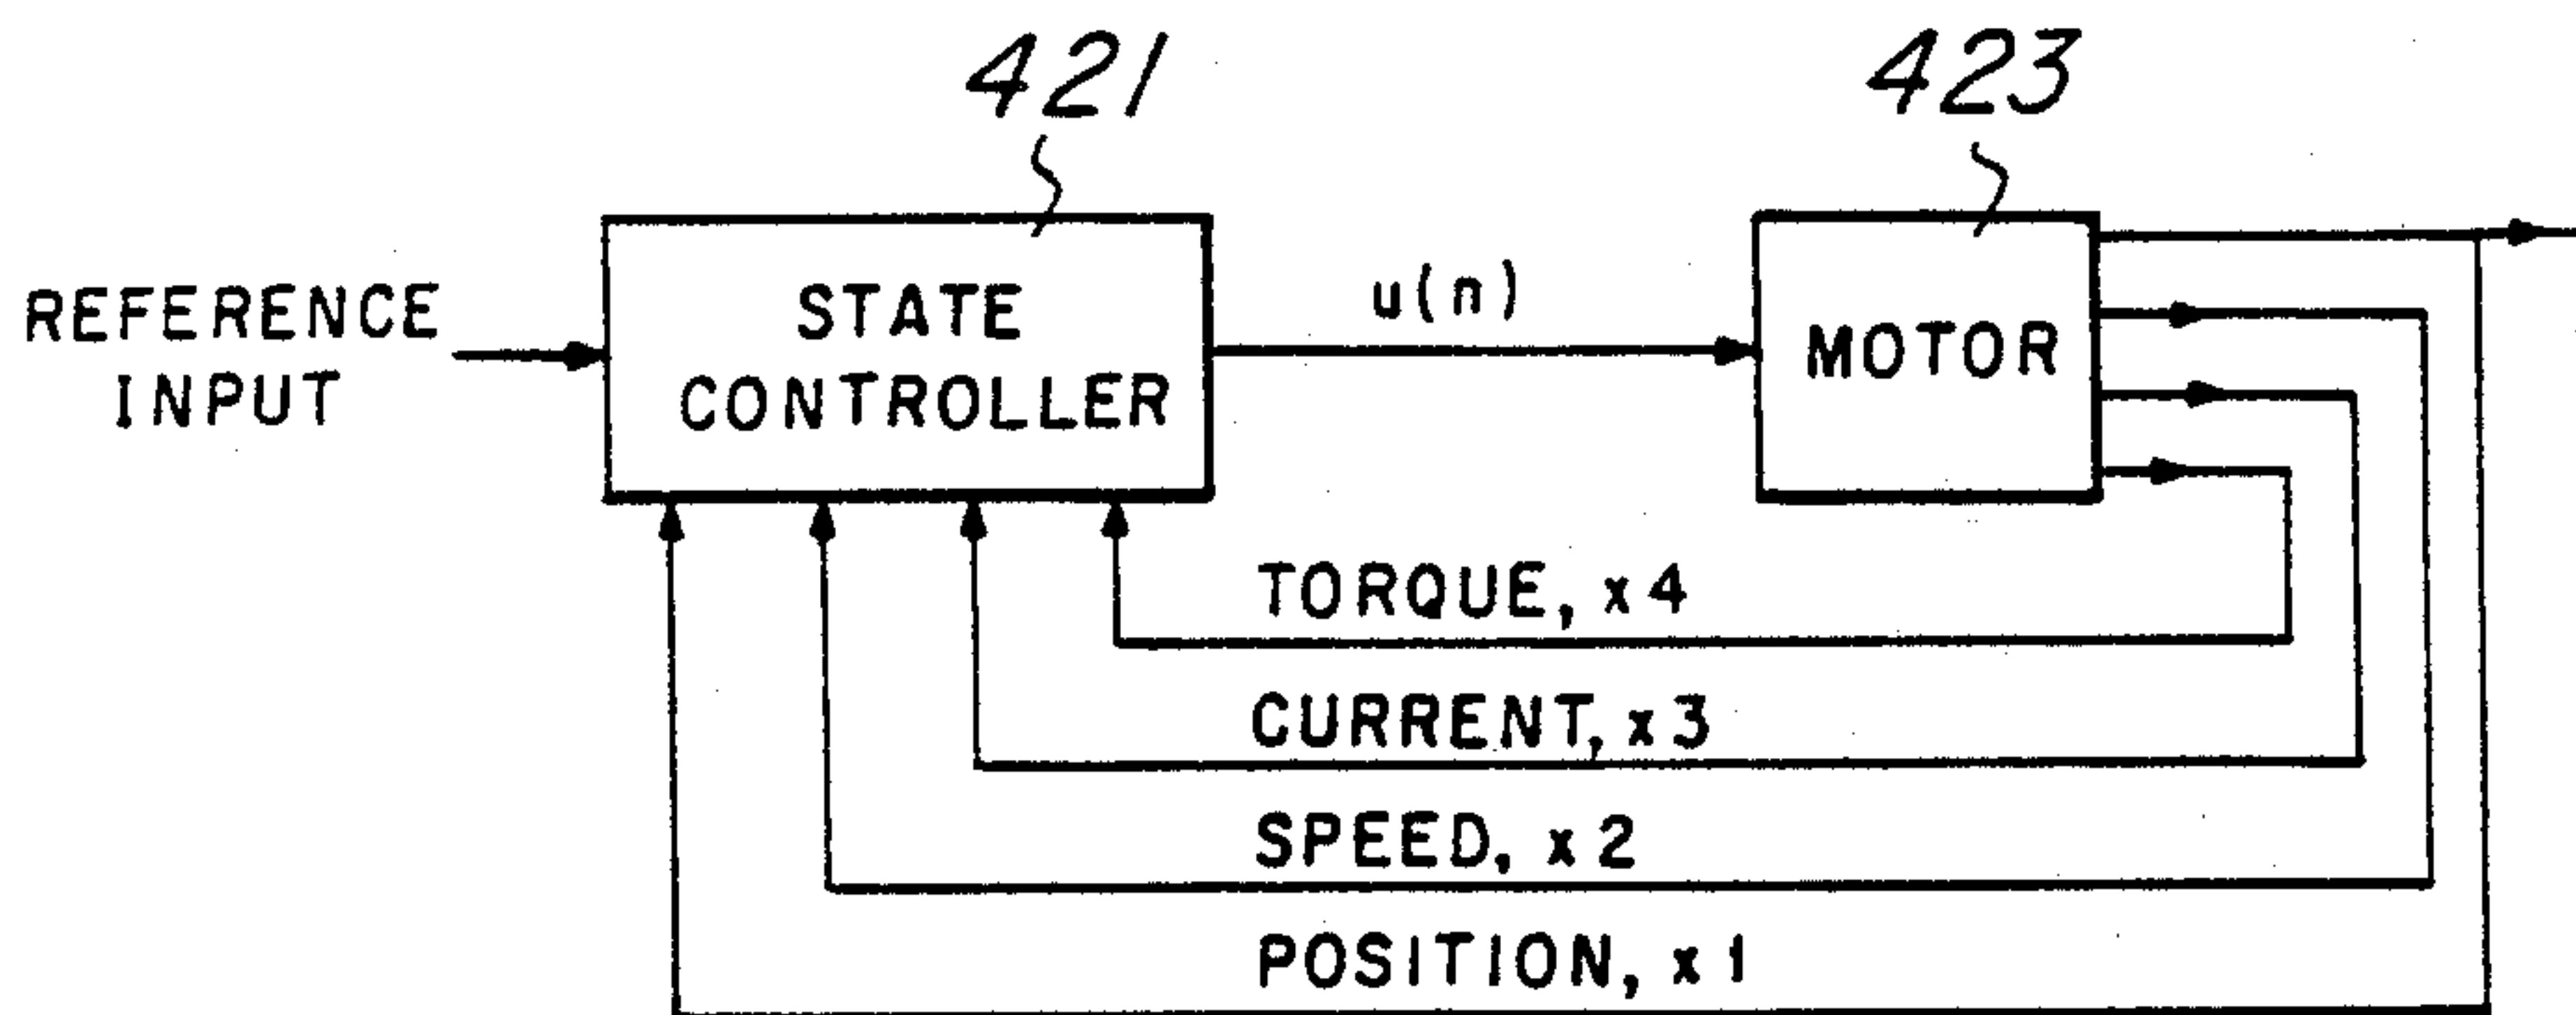 421
423
REFERENCE
INPUT
STATE
CONTROLLER
u(n)
MOTOR
TORQUE, x4
CURRENT, x3
SPEED, x2
POSITION, x1